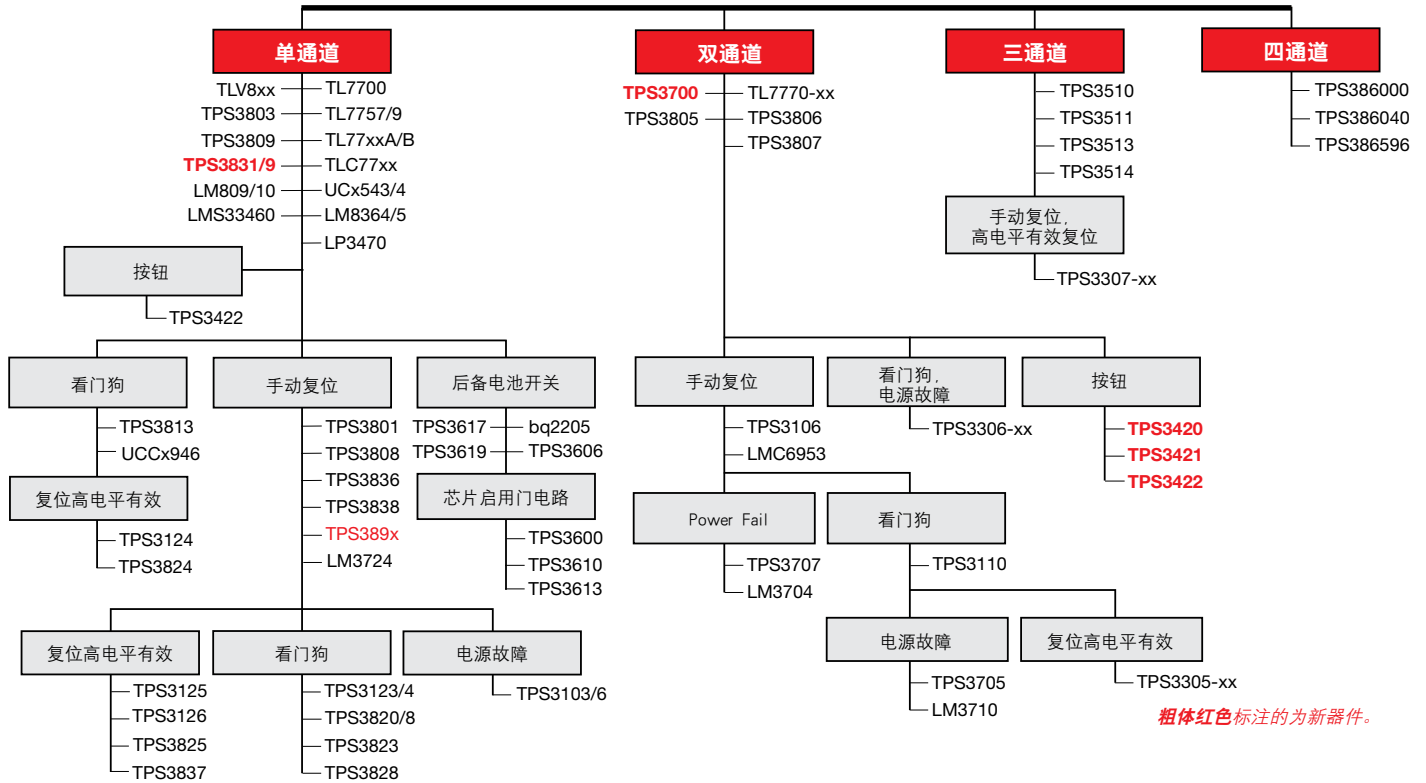 单通道
双通道
三通道
四通道
TLV8xx
TL7700
TPS3803
TL7757/9
TPS3809
TL77xxA/B
TPS3831/9
TLC77xx
LM809/10
UCx543/4
LMS33460
LM8364/5
LP3470
按钮
TPS3422
看门狗
TPS3813
UCCx946
复位高电平有效
TPS3124
TPS3824
手动复位
TPS3801
TPS3808
TPS3836
TPS3838
TPS389x
LM3724
后备电池开关
TPS3617
bq2205
TPS3619
TPS3606
芯片启用门电路
TPS3600
TPS3610
TPS3613
复位高电平有效
TPS3125
TPS3126
TPS3825
TPS3837
看门狗
TPS3123/4
TPS3820/8
TPS3823
TPS3828
电源故障
TPS3103/6
TPS3700
TL7770-xx
TPS3805
TPS3806
TPS3807
手动复位
TPS3106
LMC6953
Power Fail
TPS3707
LM3704
看门狗
TPS3110
电源故障
TPS3705
LM3710
复位高电平有效
TPS3305-xx
看门狗,
电源故障
TPS3306-xx
按钮
TPS3420
TPS3421
TPS3422
TPS3510
TPS3511
TPS3513
TPS3514
手动复位,
高电平有效复位
TPS3307-xx
TPS386000
TPS386040
TPS386596
粗体红色标注的为新器件。